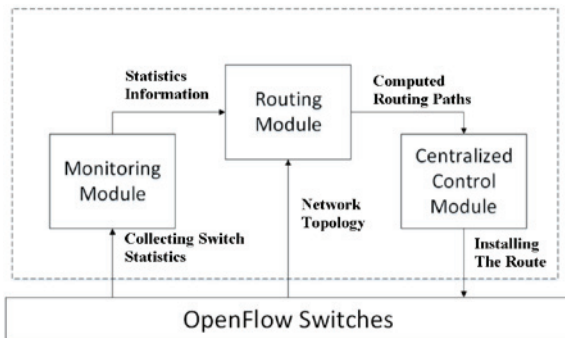 Statistics
Information
Routing
Module
Computed
Routing Paths
Monitoring
Module
Centralized
Control
Module
Network
Topology
Collecting Switch
Statistics
Installing
The Route
OpenFlow Switches